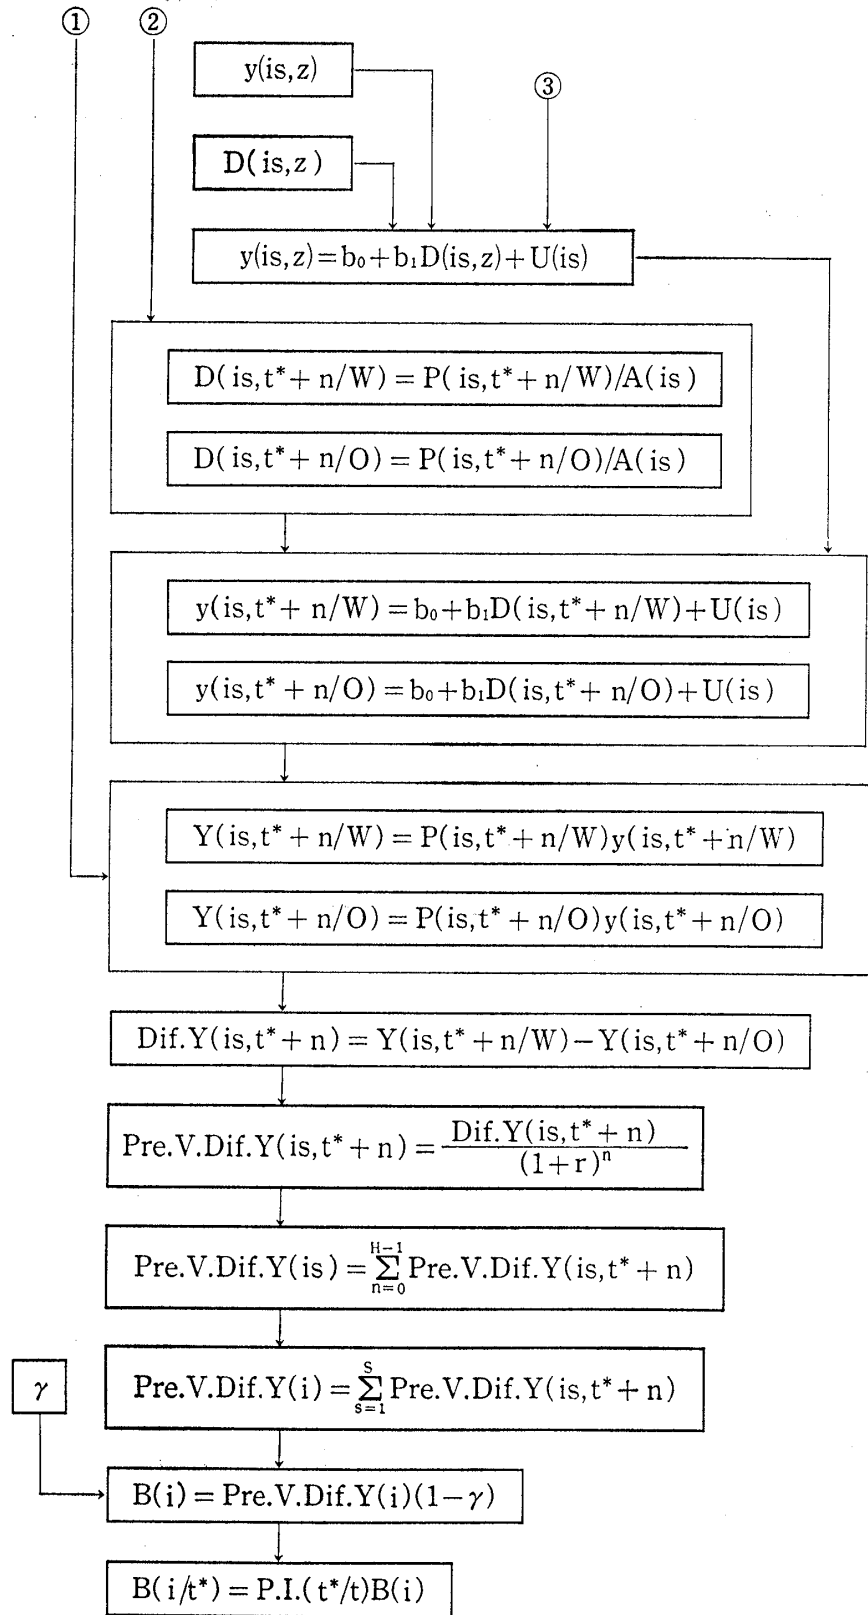 ① ②
y(is,z)
③
D(is,z)
y(is,z)=b₀+b₁D(is,z)+U(is)
D(is,t*+n/W)=P(is,t*+n/W)/A(is)
D(is,t*+n/O)=P(is,t*+n/O)/A(is)
y(is,t*+n/W)=b₀+b₁D(is,t*+n/W)+U(is)
y(is,t*+n/O)=b₀+b₁D(is,t*+n/O)+U(is)
Y(is,t*+n/W)=P(is,t*+n/W)y(is,t*+n/W)
Y(is,t*+n/O)=P(is,t*+n/O)y(is,t*+n/O)
Dif.Y(is,t*+n)=Y(is,t*+n/W)−Y(is,t*+n/O)
Pre.V.Dif.Y(is,t*+n)=Dif.Y(is,t*+n)/(1+r)ⁿ
Pre.V.Dif.Y(is)=∑_{n=0}^{H−1}Pre.V.Dif.Y(is,t*+n)
γ
Pre.V.Dif.Y(i)=∑_{s=1}^{S}Pre.V.Dif.Y(is,t*+n)
B(i)=Pre.V.Dif.Y(i)(1−γ)
B(i/t*)=P.I.(t*/t)B(i)